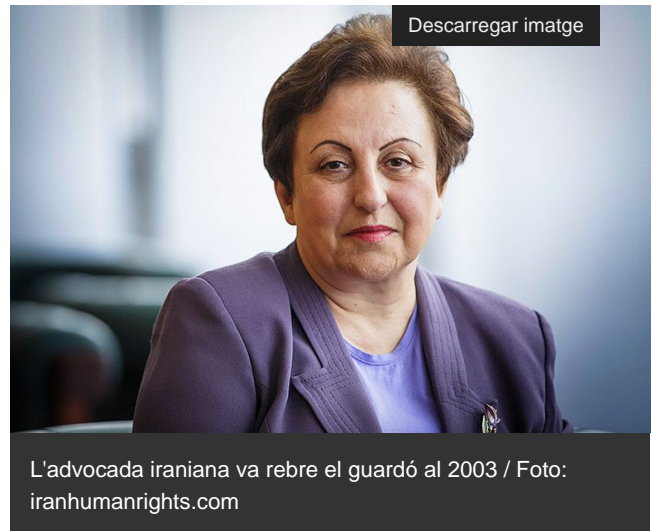 Descarregar imatge
L'advocada iraniana va rebre el guardó al 2003 / Foto:
iranhumanrights.com